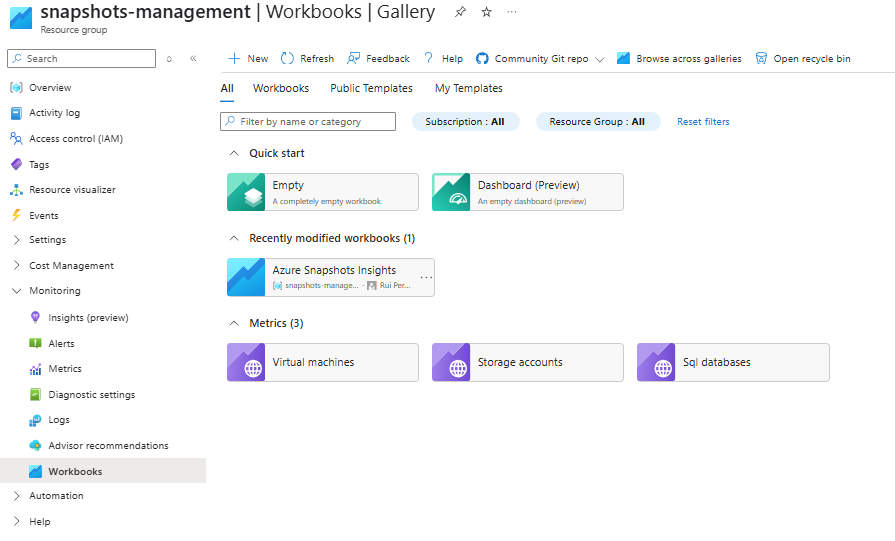 snapshots-management | Workbooks | Gallery
Resource group
Search
New
Refresh
Feedback
Help
Community Git repo
Browse across galleries
Open recycle bin
Overview
Activity log
Access control (IAM)
Tags
Resource visualizer
Events
Settings
Cost Management
Monitoring
Insights (preview)
Alerts
Metrics
Diagnostic settings
Logs
Advisor recommendations
Workbooks
Automation
Help
All
Workbooks
Public Templates
My Templates
Filter by name or category
Subscription : All
Resource Group : All
Reset filters
Quick start
Empty
A completely empty workbook.
Dashboard (Preview)
An empty dashboard (preview)
Recently modified workbooks (1)
Azure Snapshots Insights
snapshots-manage... - Rui Per...
Metrics (3)
Virtual machines
Storage accounts
Sql databases